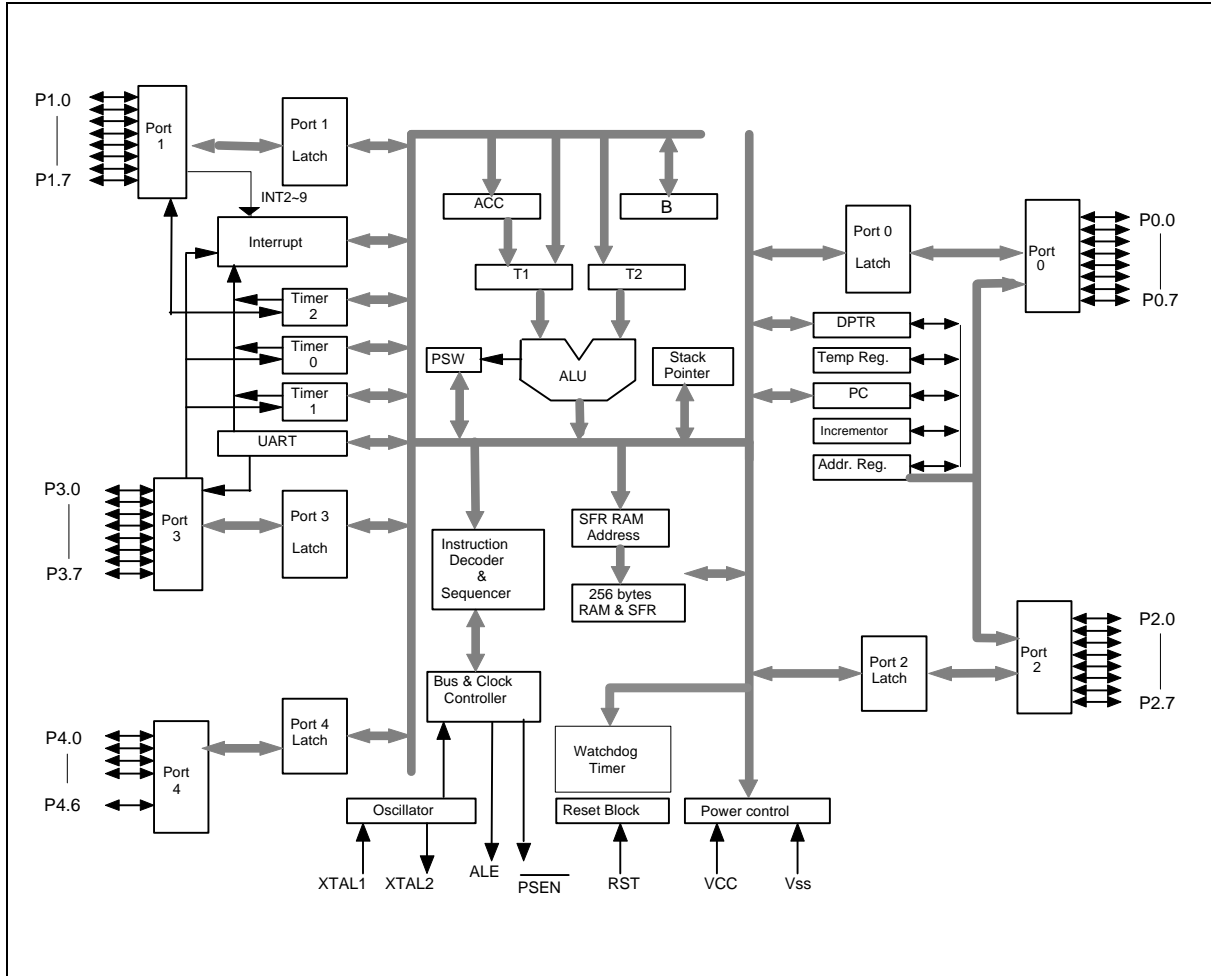 P1.0
P1.7
Port
1
Port 1
Latch
INT2~9
Interrupt
Timer
2
Timer
0
Timer
1
UART
P3.0
P3.7
Port
3
Port 3
Latch
P4.0
P4.6
Port
4
Port 4
Latch
ACC
B
T1
T2
PSW
ALU
Stack
Pointer
Instruction
Decoder
&
Sequencer
SFR RAM
Address
256 bytes
RAM & SFR
Bus & Clock
Controller
Watchdog
Timer
Oscillator
Reset Block
Power control
XTAL1
XTAL2
ALE
PSEN
RST
VCC
Vss
Port 0
Latch
Port
0
P0.0
P0.7
DPTR
Temp Reg.
PC
Incrementor
Addr. Reg.
Port 2
Latch
Port
2
P2.0
P2.7